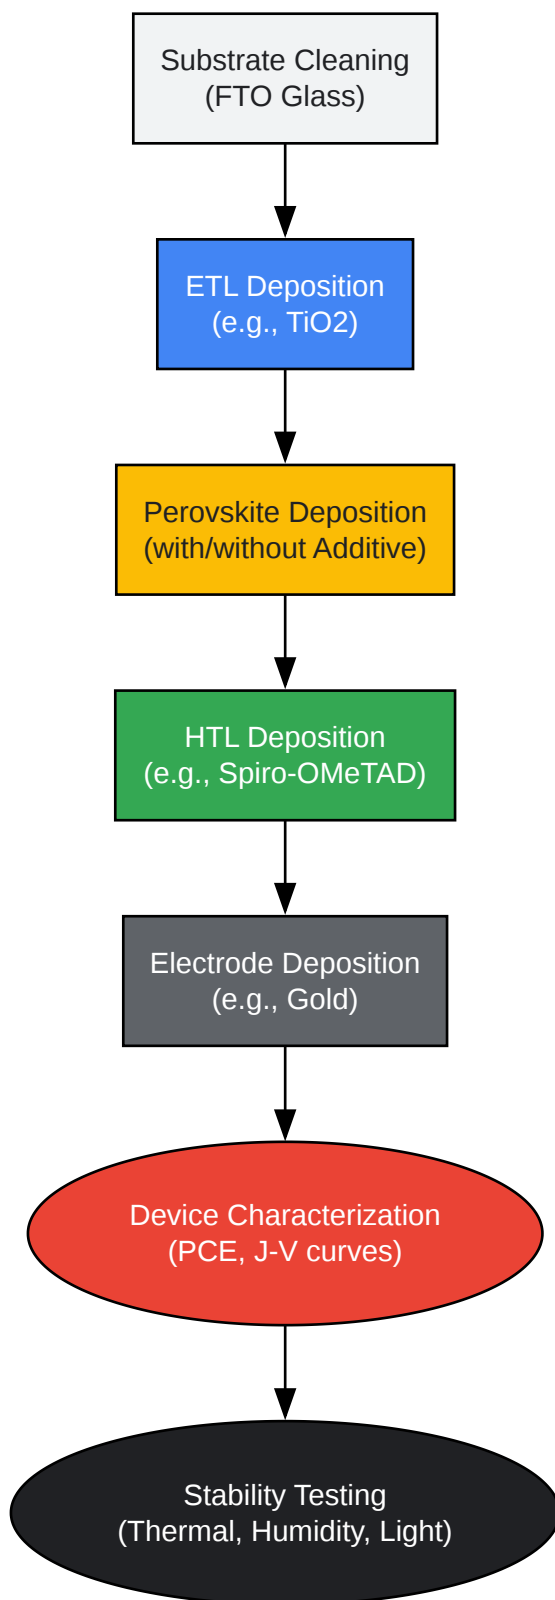 Substrate Cleaning
(FTO Glass)
ETL Deposition
(e.g., TiO2)
Perovskite Deposition
(with/without Additive)
HTL Deposition
(e.g., Spiro-OMeTAD)
Electrode Deposition
(e.g., Gold)
Device Characterization
(PCE, J-V curves)
Stability Testing
(Thermal, Humidity, Light)